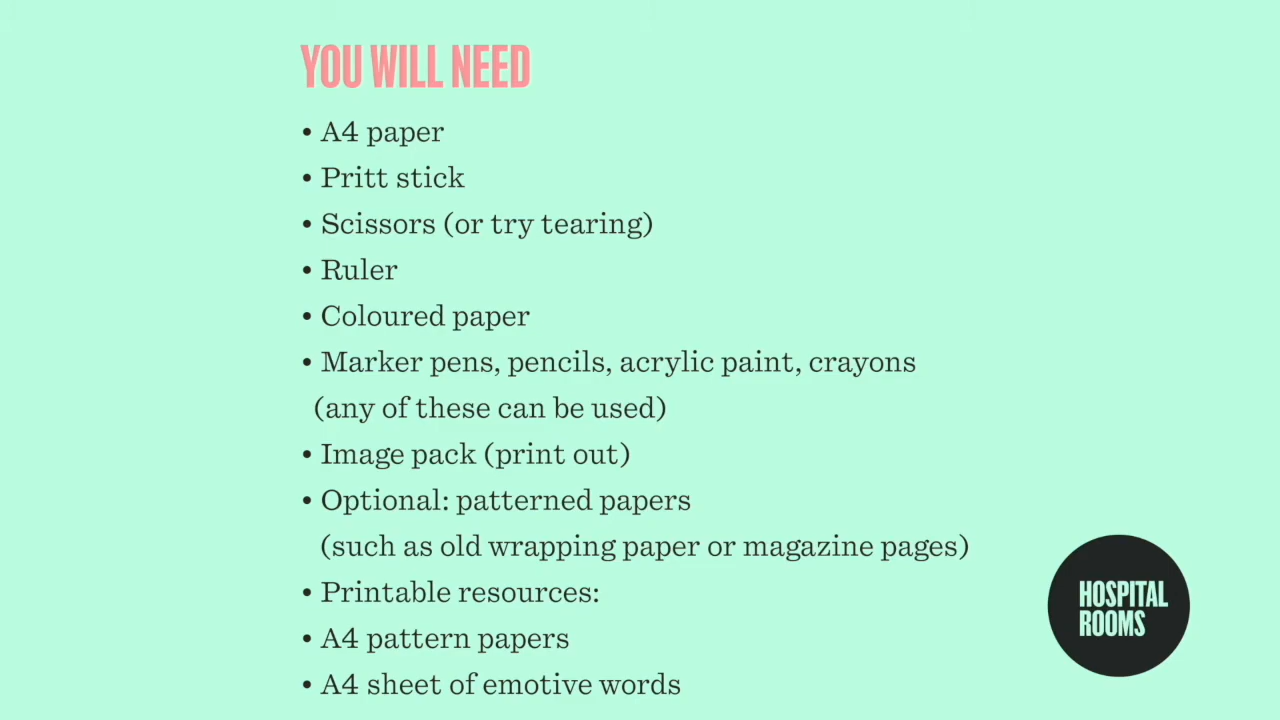 YOU WILL NEED
• A4 paper
• Pritt stick
• Scissors (or try tearing)
• Ruler
• Coloured paper
• Marker pens, pencils, acrylic paint, crayons
(any of these can be used)
• Image pack (print out)
• Optional: patterned papers
(such as old wrapping paper or magazine pages)
• Printable resources:
• A4 pattern papers
• A4 sheet of emotive words
HOSPITAL
ROOMS